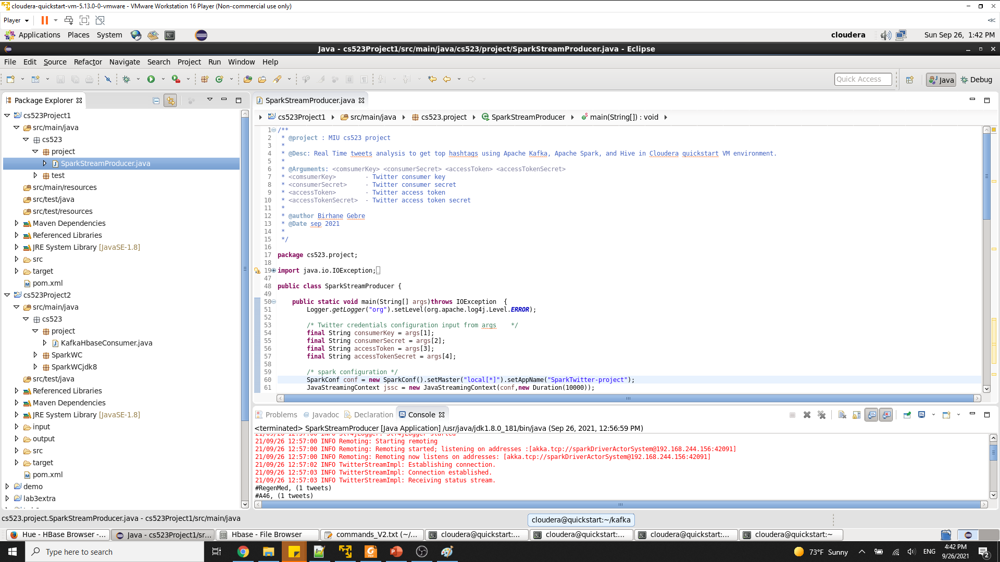 cloudera-quickstart-vm-5.13.0-0-vmware - VMware Workstation 16 Player (Non-commercial use only)
Player
Applications Places System
cloudera
Sun Sep 26, 1:42 PM
Java - cs523Project1/src/main/java/cs523/project/SparkStreamProducer.java - Eclipse
File Edit Source Refactor Navigate Search Project Run Window Help
Quick Access
Java
Debug
Package Explorer
cs523Project1
src/main/java
cs523
project
SparkStreamProducer.java
test
src/main/resources
src/test/java
src/test/resources
Maven Dependencies
Referenced Libraries
JRE System Library [JavaSE-1.8]
src
target
pom.xml
cs523Project2
src/main/java
cs523
project
KafkaHbaseConsumer.java
SparkWC
SparkWCjdk8
src/test/java
Referenced Libraries
Maven Dependencies
JRE System Library [JavaSE-1.8]
input
output
src
target
pom.xml
demo
lab3extra
SparkStreamProducer.java
cs523Project1 src/main/java cs523.project SparkStreamProducer main(String[]) : void
1 /**
2 * @project : MIU cs523 project
3 *
4 * @Desc: Real Time tweets analysis to get top hashtags using Apache Kafka, Apache Spark, and Hive in Cloudera quickstart VM environment.
5 *
6 * @Arguments: <comsumerKey> <consumerSecret> <accessToken> <accessTokenSecret>
7 * <comsumerKey> - Twitter consumer key
8 * <consumerSecret> - Twitter consumer secret
9 * <accessToken> - Twitter access token
10 * <accessTokenSecret> - Twitter access token secret
11 *
12 * @author Birhane Gebre
13 * @Date sep 2021
14 *
15 */
16
17 package cs523.project;
18
19 import java.io.IOException;
47
48 public class SparkStreamProducer {
49
50 public static void main(String[] args)throws IOException {
51 Logger.getLogger("org").setLevel(org.apache.log4j.Level.ERROR);
52
53 /* Twitter credentials configuration input from args */
54 final String consumerKey = args[1];
55 final String consumerSecret = args[2];
56 final String accessToken = args[3];
57 final String accessTokenSecret = args[4];
58
59 /* spark configuration */
60 SparkConf conf = new SparkConf().setMaster("local[*]").setAppName("SparkTwitter-project");
61 JavaStreamingContext jssc = new JavaStreamingContext(conf,new Duration(10000));
Problems @ Javadoc Declaration Console
<terminated> SparkStreamProducer [Java Application] /usr/java/jdk1.8.0_181/bin/java (Sep 26, 2021, 12:56:59 PM)
21/09/26 12:57:00 INFO Slf4jLogger: Slf4jLogger started
21/09/26 12:57:00 INFO Remoting: Starting remoting
21/09/26 12:57:00 INFO Remoting: Remoting started; listening on addresses :[akka.tcp://sparkDriverActorSystem@192.168.244.156:42091]
21/09/26 12:57:00 INFO Remoting: Remoting now listens on addresses: [akka.tcp://sparkDriverActorSystem@192.168.244.156:42091]
21/09/26 12:57:02 INFO TwitterStreamImpl: Establishing connection.
21/09/26 12:57:03 INFO TwitterStreamImpl: Connection established.
21/09/26 12:57:03 INFO TwitterStreamImpl: Receiving status stream.
#RegenMed, (1 tweets)
#A46, (1 tweets)
cs523.project.SparkStreamProducer.java - cs523Project1/src/main/java
cloudera@quickstart:~/kafka
Hue - HBase Browser -...
Java - cs523Project1/sr...
Hbase - File Browser
commands_V2.txt (~/...
cloudera@quickstart:...
cloudera@quickstart:...
cloudera@quickstart:...
cloudera@quickstart:~
Type here to search
73°F Sunny
ENG
4:42 PM
9/26/2021
2